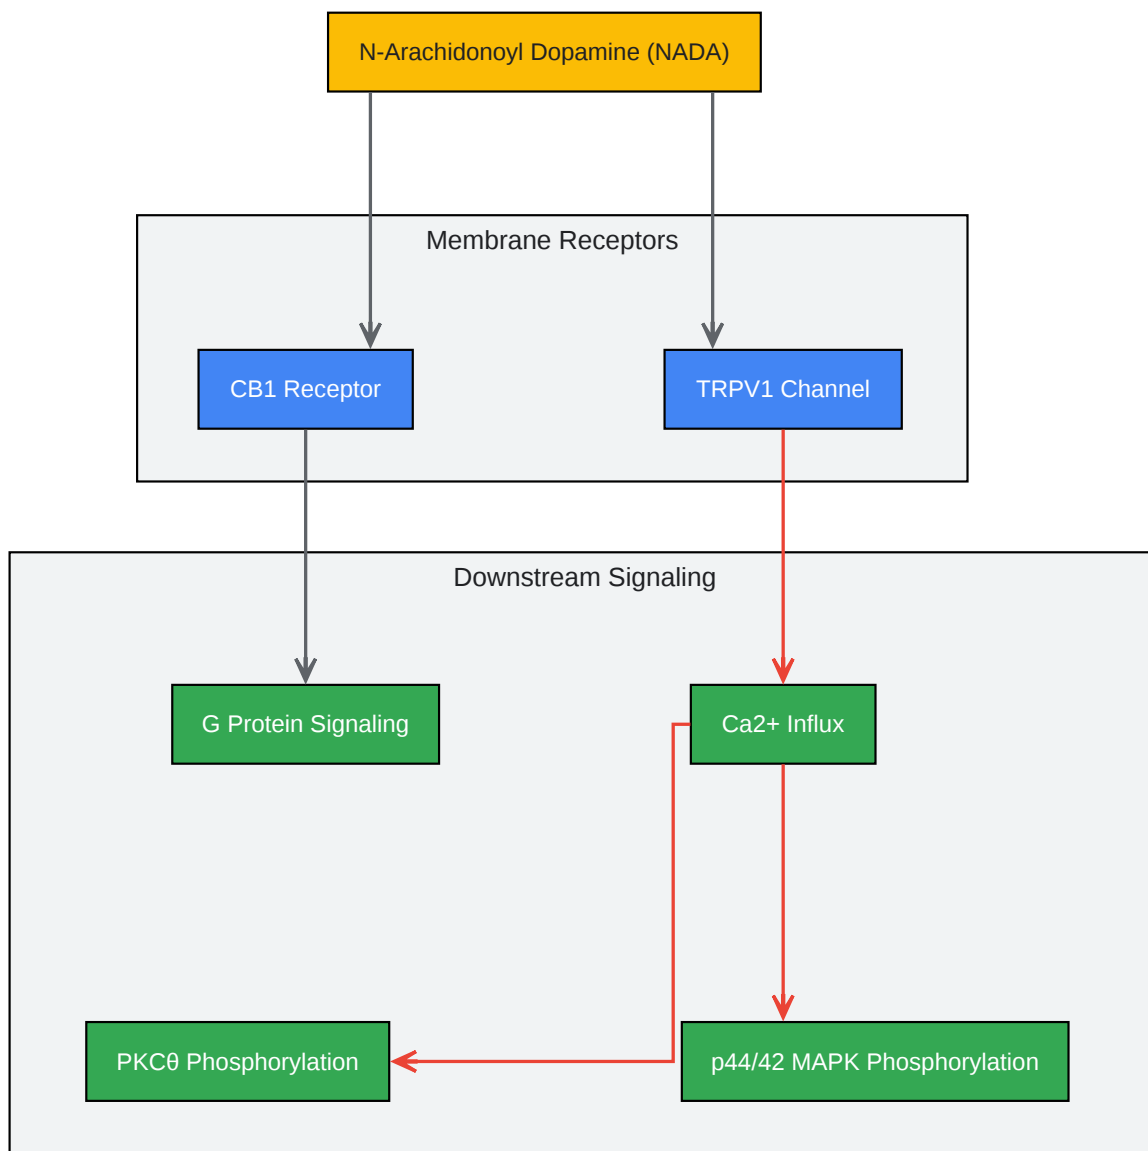 N-Arachidonoyl Dopamine (NADA)
Membrane Receptors
CB1 Receptor
TRPV1 Channel
Downstream Signaling
G Protein Signaling
Ca2+ Influx
PKCθ Phosphorylation
p44/42 MAPK Phosphorylation